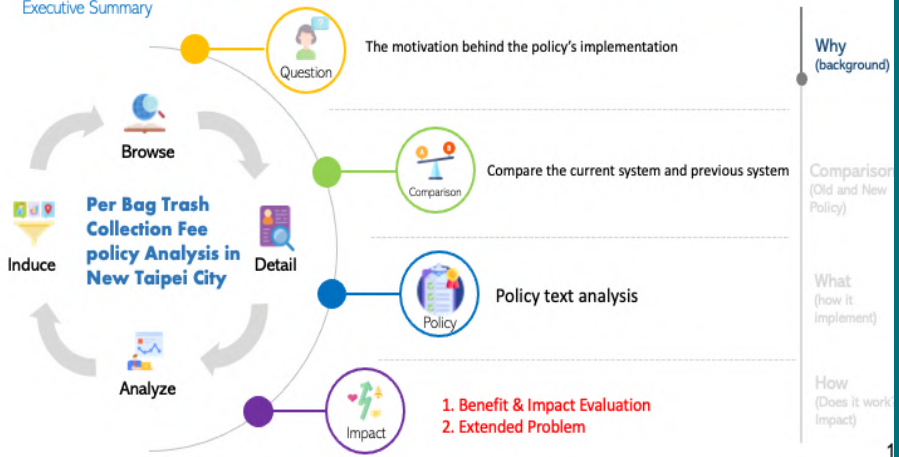 Executive Summary
Question
The motivation behind the policy's implementation
Why
(background)
Browse
Comparison
Compare the current system and previous system
Comparison
(Old and New
Policy)
Per Bag Trash
Collection Fee
policy Analysis in
New Taipei City
Induce
Detail
Policy
Policy text analysis
What
(how it
implement)
Analyze
Impact
1. Benefit & Impact Evaluation
2. Extended Problem
How
(Does it work?
Impact)
1